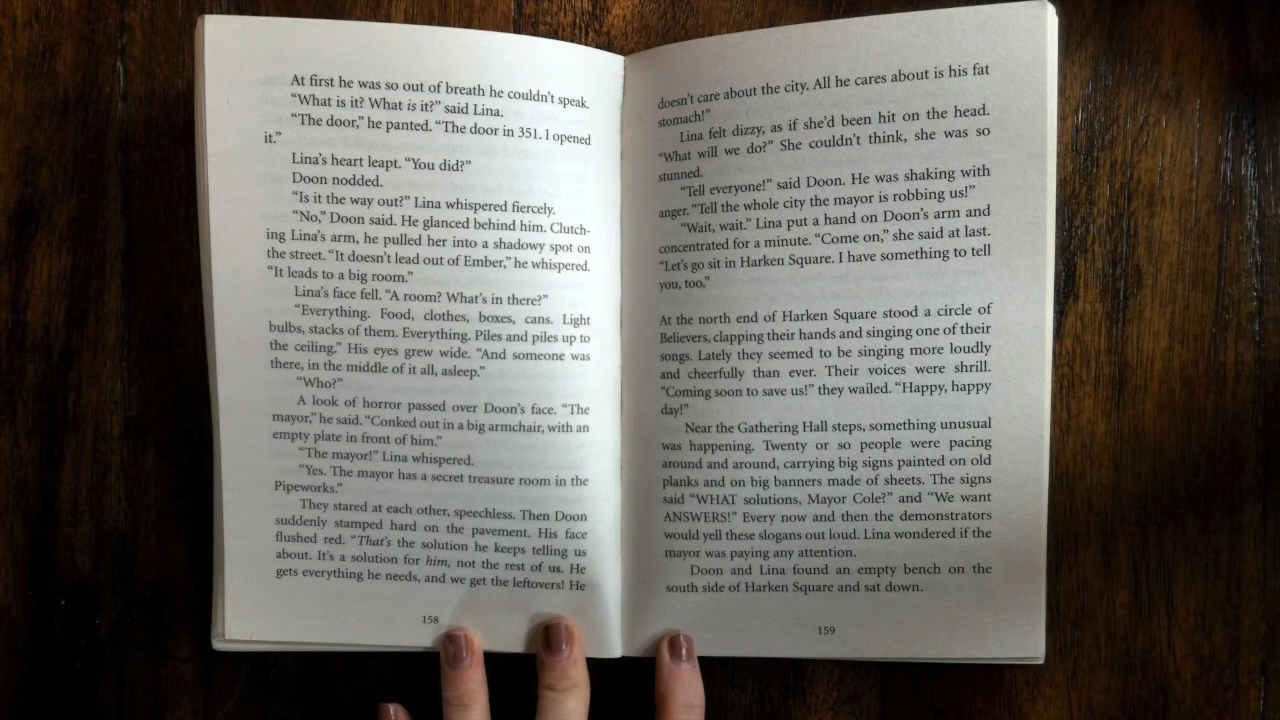 At first he was so out of breath he couldn't speak.
“What is it? What is it?” said Lina.
“The door,” he panted. “The door in 351. I opened
it.”
Lina's heart leapt. “You did?”
Doon nodded.
“Is it the way out?” Lina whispered fiercely.
“No,” Doon said. He glanced behind him. Clutch-
ing Lina's arm, he pulled her into a shadowy spot on
the street. “It doesn't lead out of Ember,” he whispered.
“It leads to a big room.”
Lina's face fell. “A room? What's in there?”
“Everything. Food, clothes, boxes, cans. Light
bulbs, stacks of them. Everything. Piles and piles up to
the ceiling.” His eyes grew wide. “And someone was
there, in the middle of it all, asleep.”
“Who?”
A look of horror passed over Doon's face. “The
mayor,” he said. “Conked out in a big armchair, with an
empty plate in front of him.”
“The mayor!” Lina whispered.
“Yes. The mayor has a secret treasure room in the
Pipeworks.”
They stared at each other, speechless. Then Doon
suddenly stamped hard on the pavement. His face
flushed red. “That's the solution he keeps telling us
about. It's a solution for him, not the rest of us. He
gets everything he needs, and we get the leftovers! He
158
doesn't care about the city. All he cares about is his fat
stomach!”
Lina felt dizzy, as if she'd been hit on the head.
“What will we do?” She couldn't think, she was so
stunned.
“Tell everyone!” said Doon. He was shaking with
anger. “Tell the whole city the mayor is robbing us!”
“Wait, wait.” Lina put a hand on Doon's arm and
concentrated for a minute. “Come on,” she said at last.
“Let's go sit in Harken Square. I have something to tell
you, too.”
At the north end of Harken Square stood a circle of
Believers, clapping their hands and singing one of their
songs. Lately they seemed to be singing more loudly
and cheerfully than ever. Their voices were shrill.
“Coming soon to save us!” they wailed. “Happy, happy
day!”
Near the Gathering Hall steps, something unusual
was happening. Twenty or so people were pacing
around and around, carrying big signs painted on old
planks and on big banners made of sheets. The signs
said “WHAT solutions, Mayor Cole?” and “We want
ANSWERS!” Every now and then the demonstrators
would yell these slogans out loud. Lina wondered if the
mayor was paying any attention.
Doon and Lina found an empty bench on the
south side of Harken Square and sat down.
159